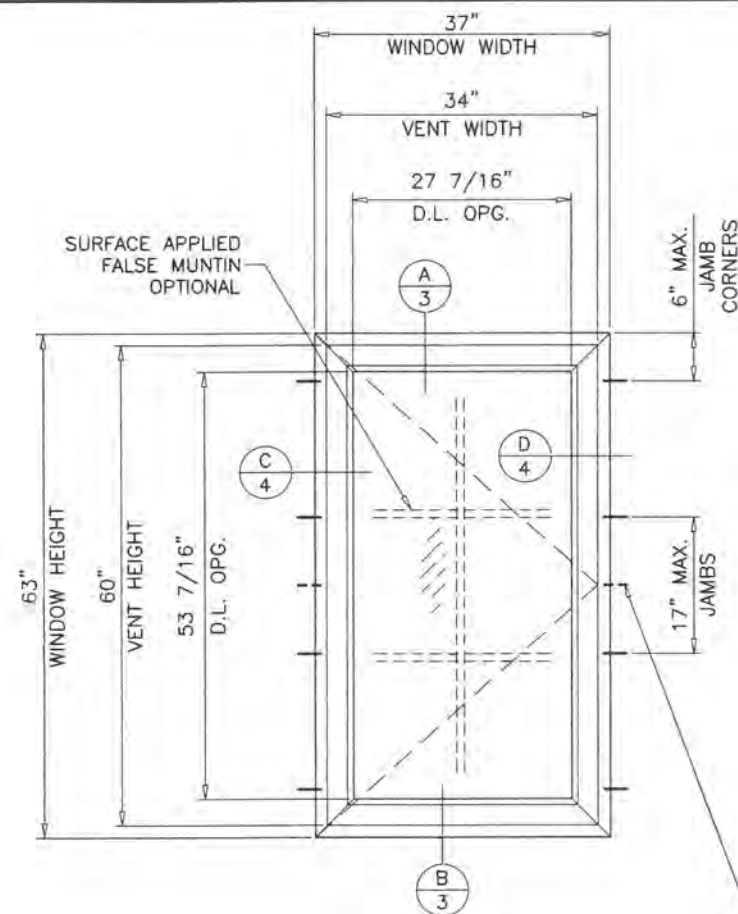 37"
WINDOW WIDTH
34"
VENT WIDTH
27 7/16"
D.L. OPG.
SURFACE APPLIED
FALSE MUNTIN
OPTIONAL
A
3
6" MAX.
JAMB
CORNERS
C
4
D
4
63"
WINDOW HEIGHT
60"
VENT HEIGHT
53 7/16"
D.L. OPG.
17" MAX.
JAMBS
B
3